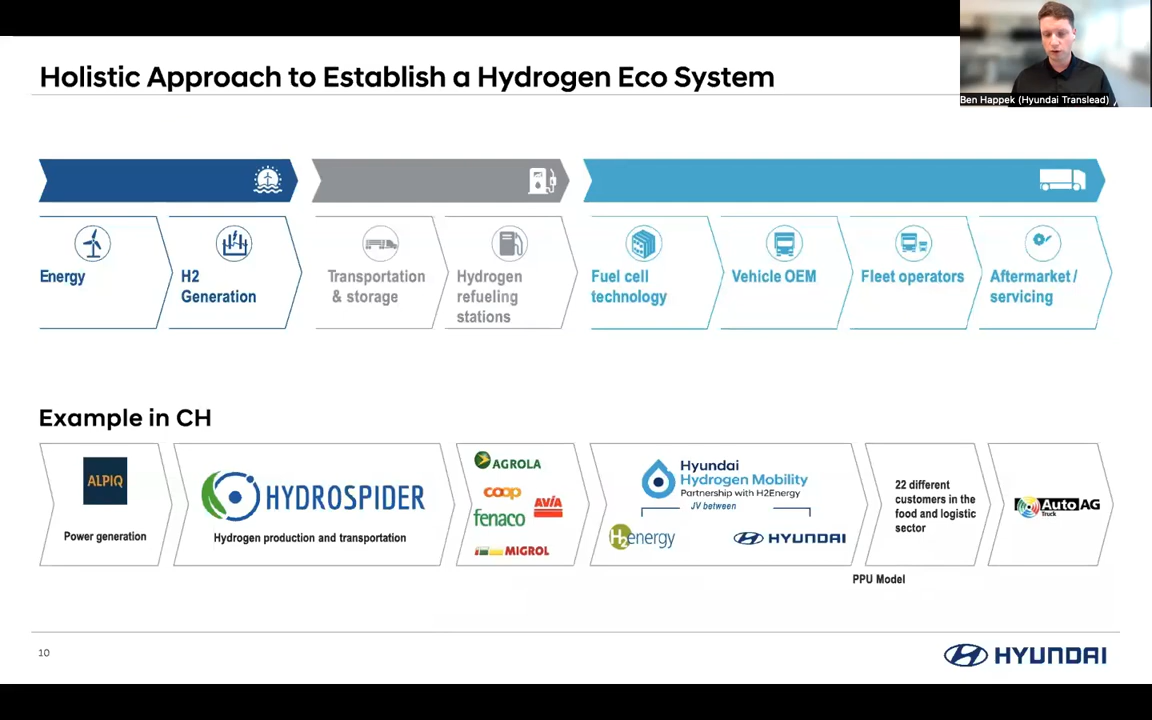 Holistic Approach to Establish a Hydrogen Eco System
Ben Happek (Hyundai Translead)
Energy
H2
Generation
Transportation
& storage
Hydrogen
refueling
stations
Fuel cell
technology
Vehicle OEM
Fleet operators
Aftermarket /
servicing
Example in CH
ALPIQ
Power generation
HYDROSPIDER
Hydrogen production and transportation
AGROLA
coop
AVIA
fenaco
MIGROL
Hyundai
Hydrogen Mobility
Partnership with H2Energy
JV between
H2energy
HYUNDAI
22 different
customers in the
food and logistic
sector
Auto AG
Truck
PPU Model
10
HYUNDAI